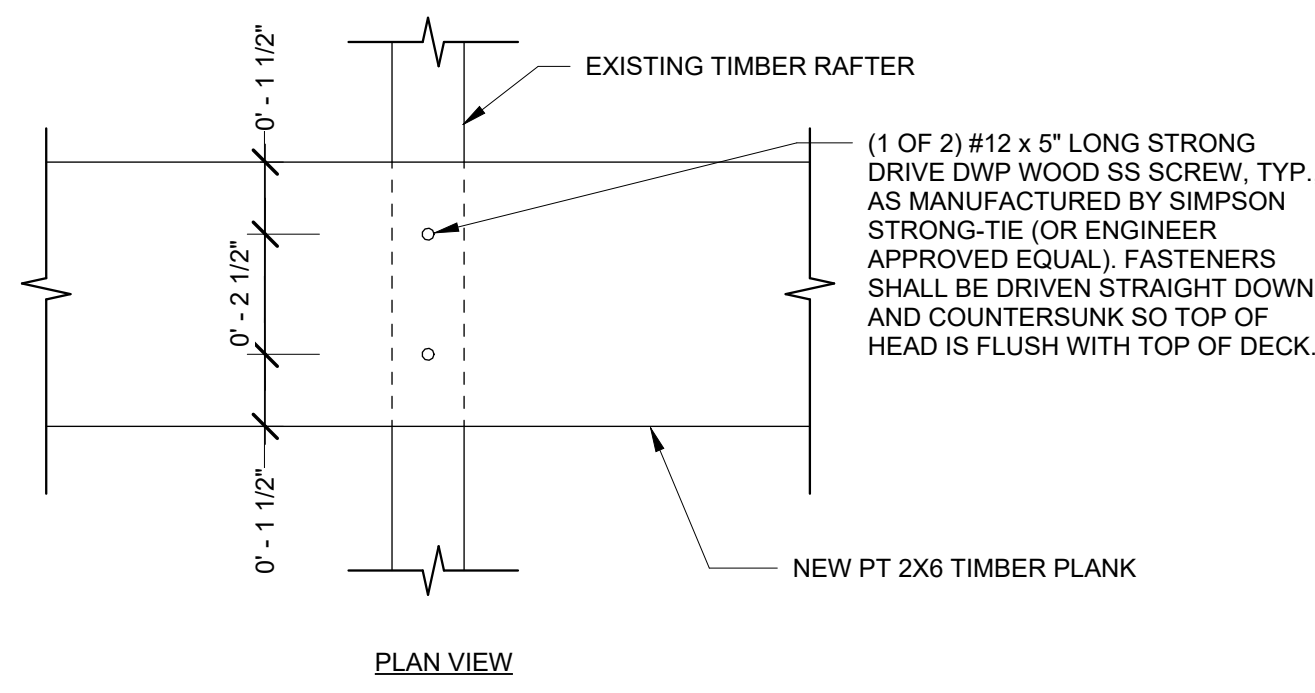 0' - 1 1/2"
EXISTING TIMBER RAFTER
(1 OF 2) #12 x 5" LONG STRONG
DRIVE DWP WOOD SS SCREW, TYP.
AS MANUFACTURED BY SIMPSON
STRONG-TIE (OR ENGINEER
APPROVED EQUAL). FASTENERS
SHALL BE DRIVEN STRAIGHT DOWN
AND COUNTERSUNK SO TOP OF
HEAD IS FLUSH WITH TOP OF DECK.
0' - 2 1/2"
0' - 1 1/2"
NEW PT 2X6 TIMBER PLANK
PLAN VIEW